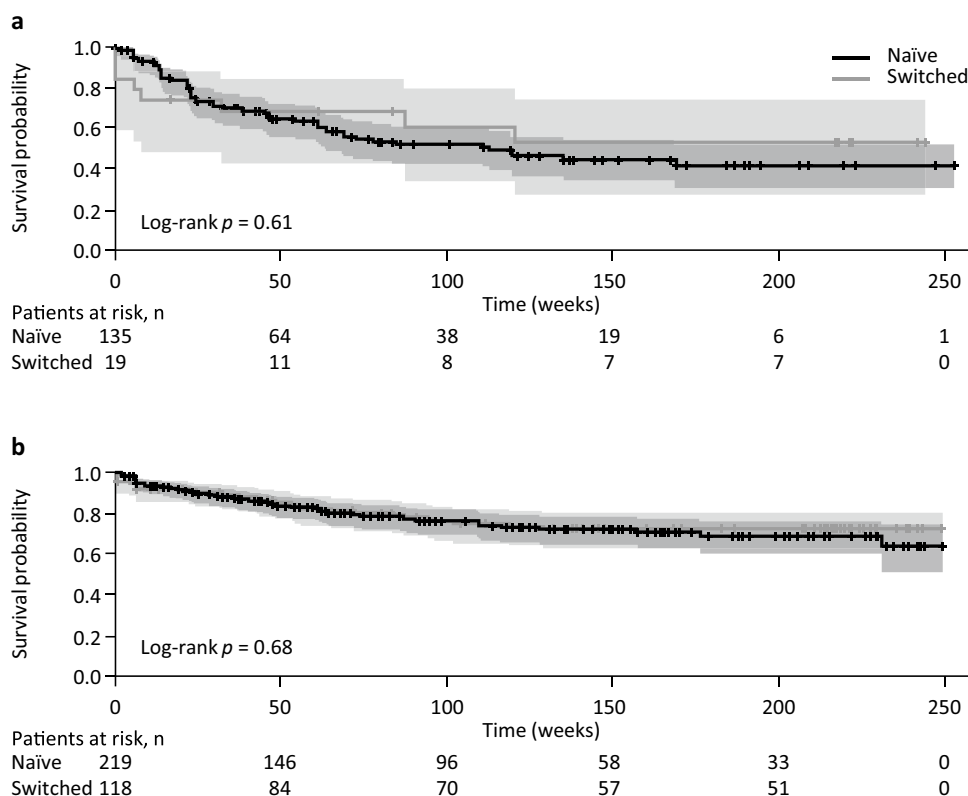 a
1.0
Naïve
Switched
0.8
0.6
0.4
0.2
0.0
Survival probability
Log-rank p = 0.61
0 50 100 150 200 250
Time (weeks)
Patients at risk, n
Naïve 135 64 38 19 6 1
Switched 19 11 8 7 7 0
b
1.0
0.8
0.6
0.4
0.2
0.0
Survival probability
Log-rank p = 0.68
0 50 100 150 200 250
Time (weeks)
Patients at risk, n
Naïve 219 146 96 58 33 0
Switched 118 84 70 57 51 0